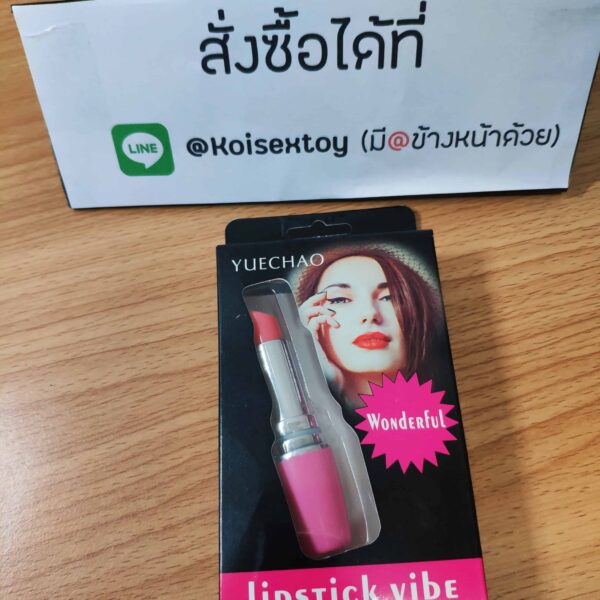 สั่งซื้อได้ที่
LINE @Koisextoy (มี@ข้างหน้าด้วย)
YUECHAO
Wonderful
lipstick vibe